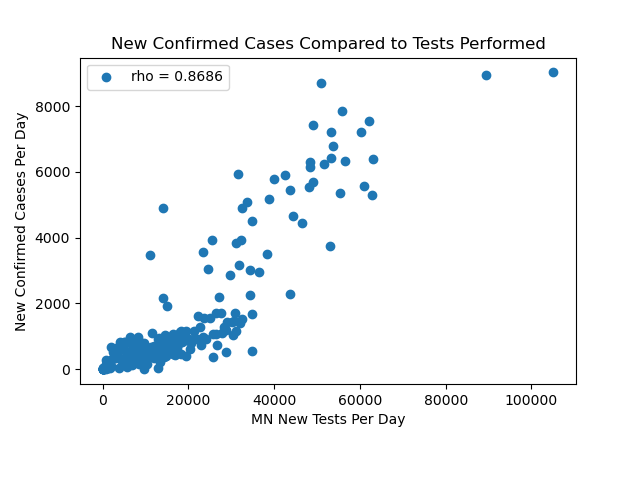 New Confirmed Cases Compared to Tests Performed
rho = 0.8686
New Confirmed Caeses Per Day
8000
6000
4000
2000
0
0 20000 40000 60000 80000 100000
MN New Tests Per Day